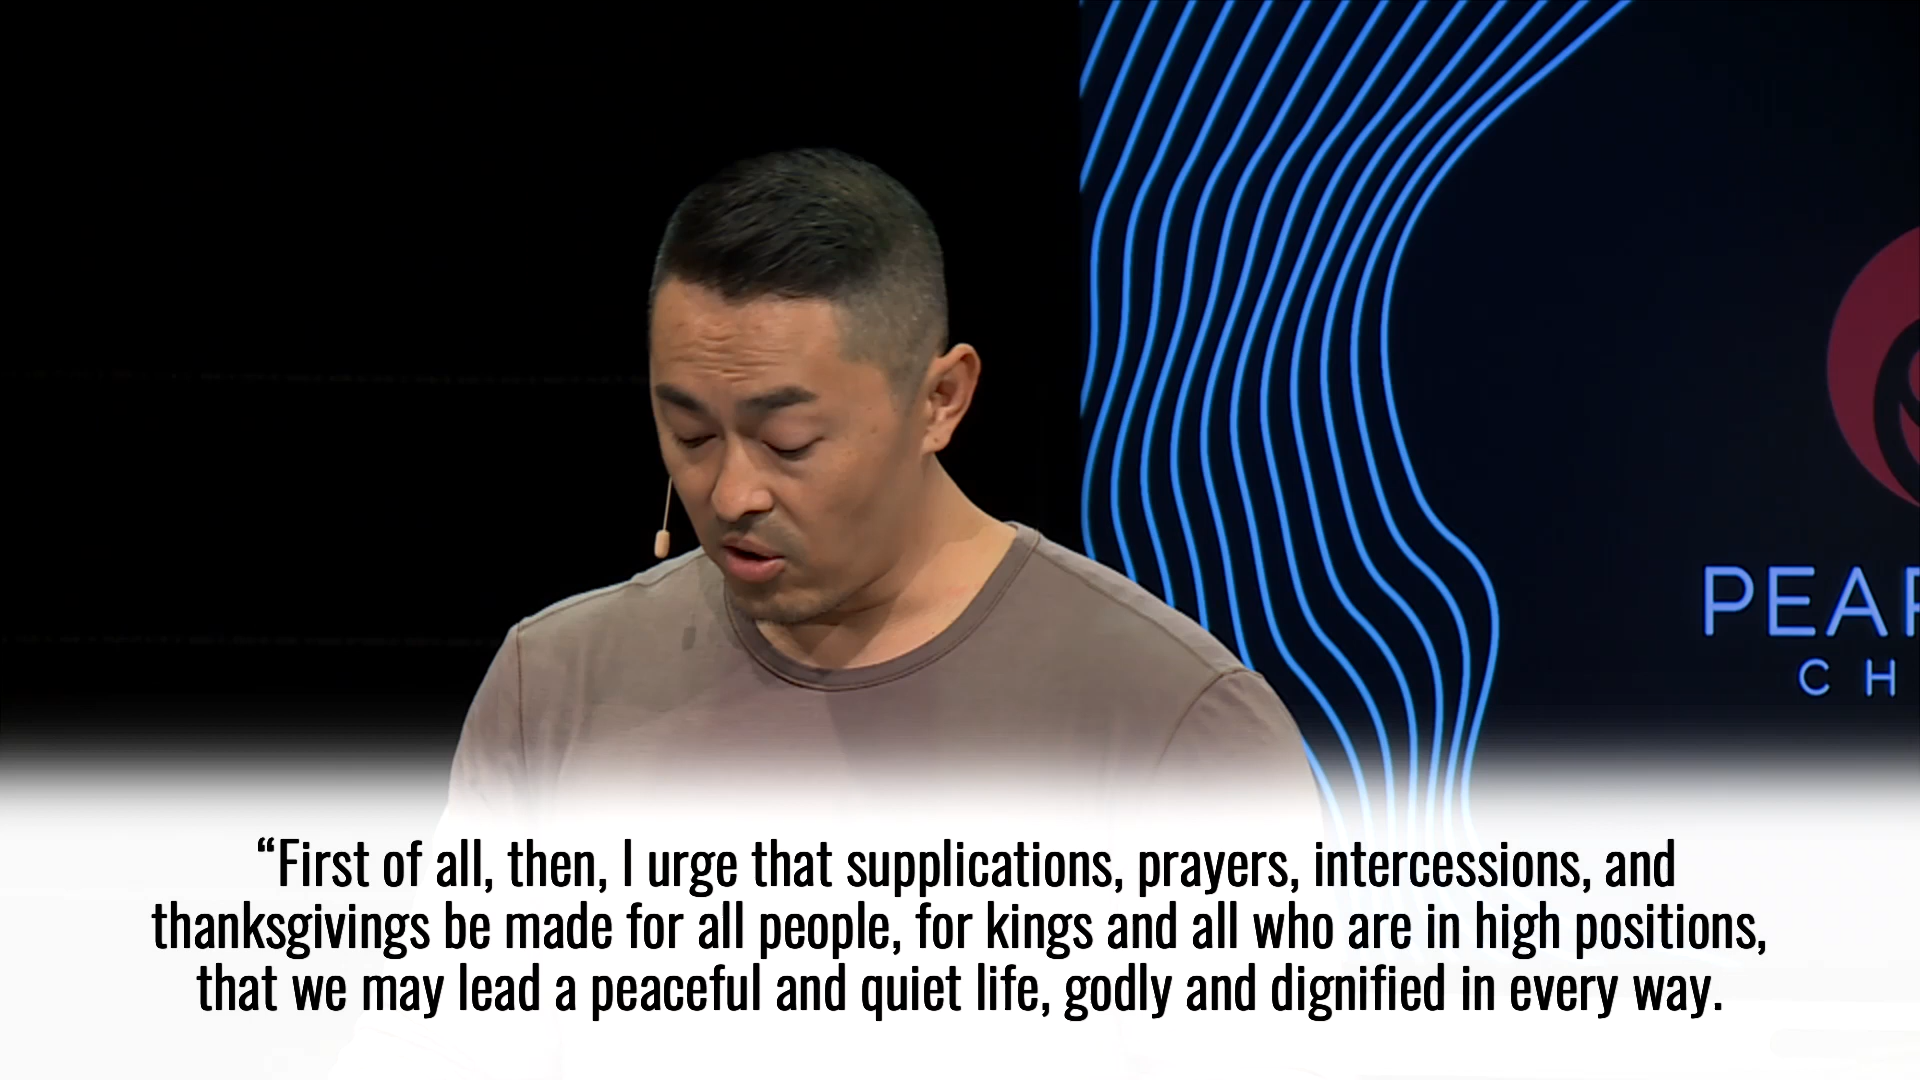 PEAR
CH
“First of all, then, I urge that supplications, prayers, intercessions, and
thanksgivings be made for all people, for kings and all who are in high positions,
that we may lead a peaceful and quiet life, godly and dignified in every way.